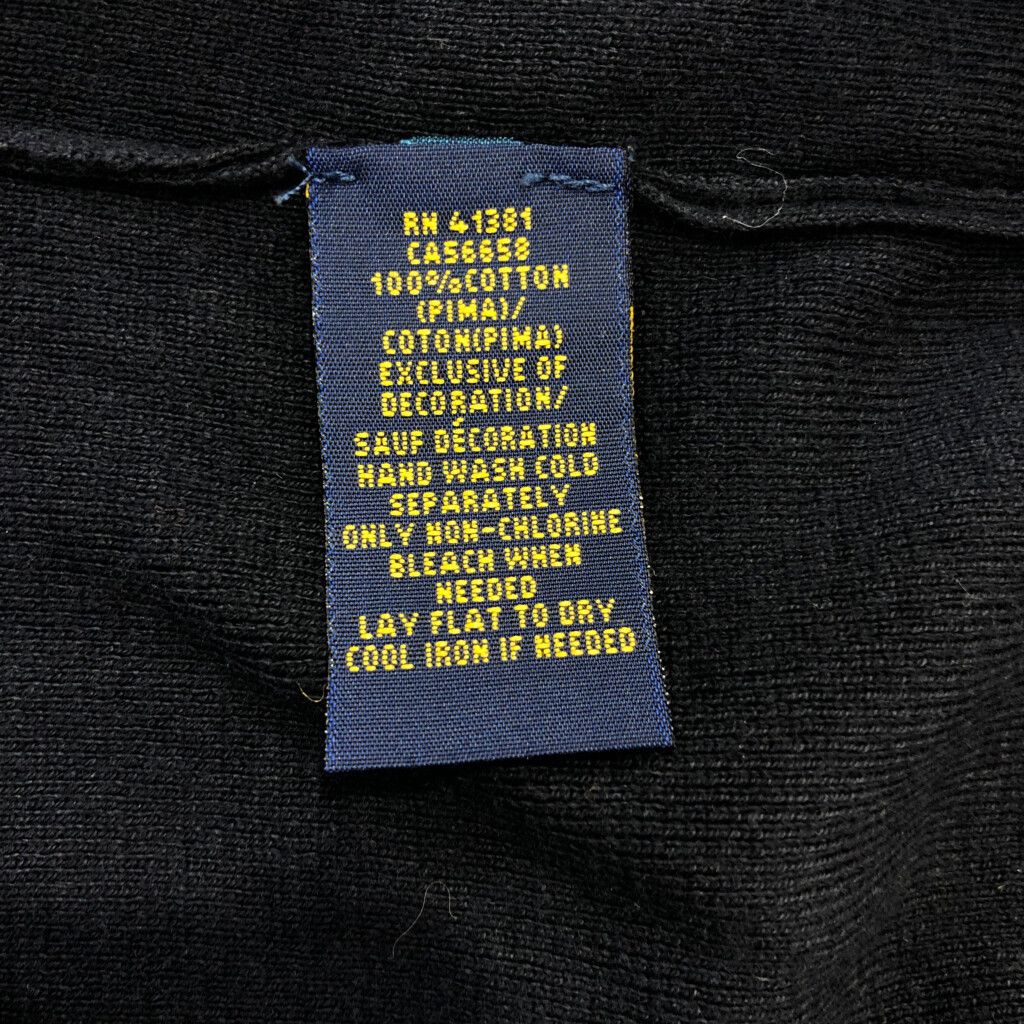 RN 41381
CA56658
100%COTTON
(PIMA)/
COTON(PIMA)
EXCLUSIVE OF
DECORATION/
SAUF DÉCORATION
HAND WASH COLD
SEPARATELY
ONLY NON-CHLORINE
BLEACH WHEN
NEEDED
LAY FLAT TO DRY
COOL IRON IF NEEDED